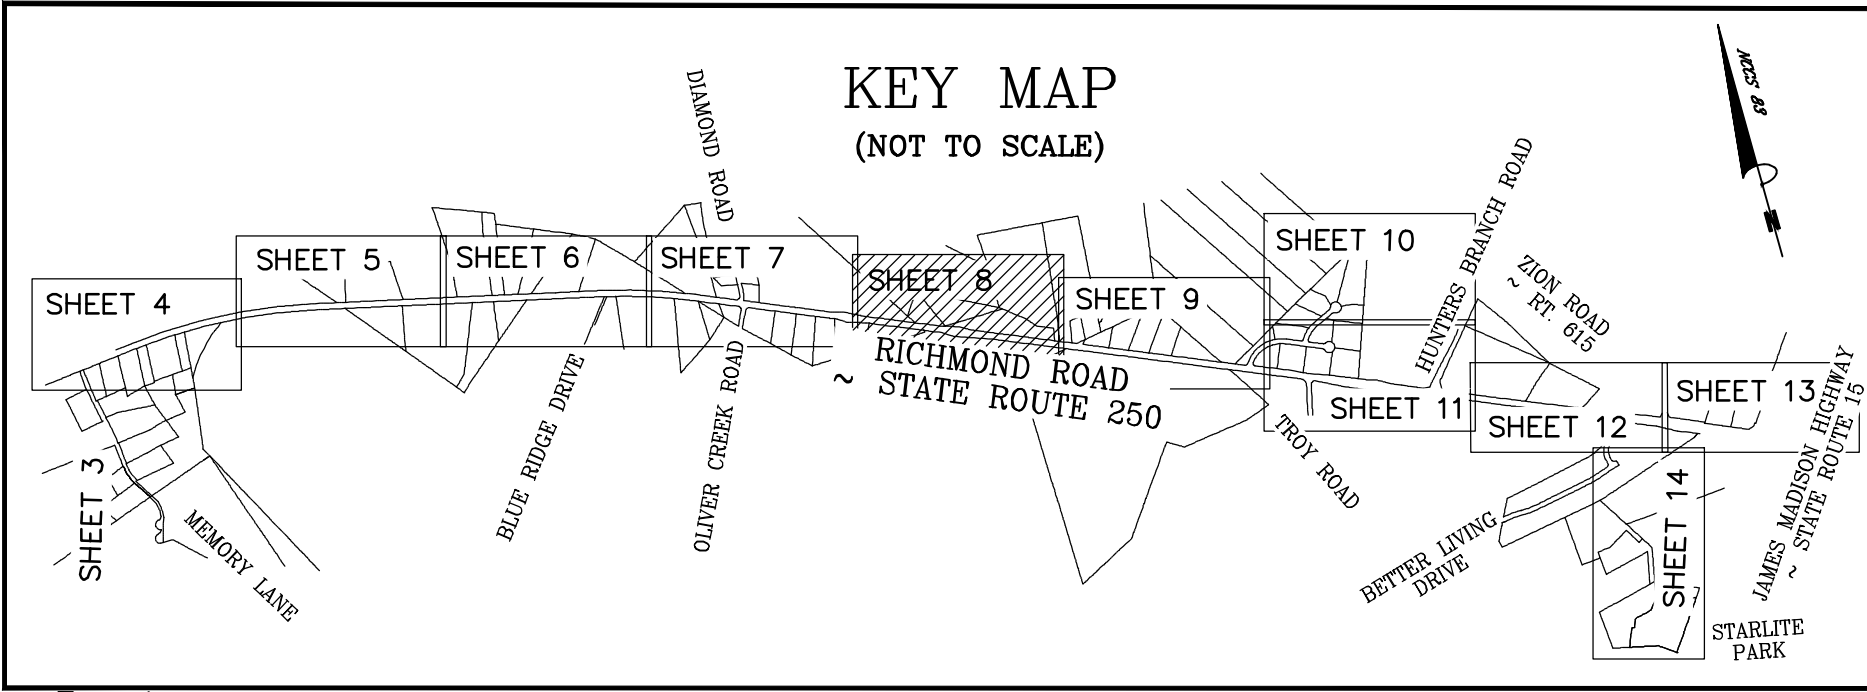 KEY MAP
(NOT TO SCALE)
NCCS 83
N
DIAMOND ROAD
HUNTERS BRANCH ROAD
ZION ROAD
~ RT. 615
SHEET 4
SHEET 5
SHEET 6
SHEET 7
SHEET 8
SHEET 9
SHEET 10
SHEET 11
SHEET 12
SHEET 13
SHEET 14
SHEET 3
RICHMOND ROAD
~ STATE ROUTE 250
MEMORY LANE
BLUE RIDGE DRIVE
OLIVER CREEK ROAD
TROY ROAD
BETTER LIVING
DRIVE
JAMES MADISON HIGHWAY
~ STATE ROUTE 15
STARLITE
PARK